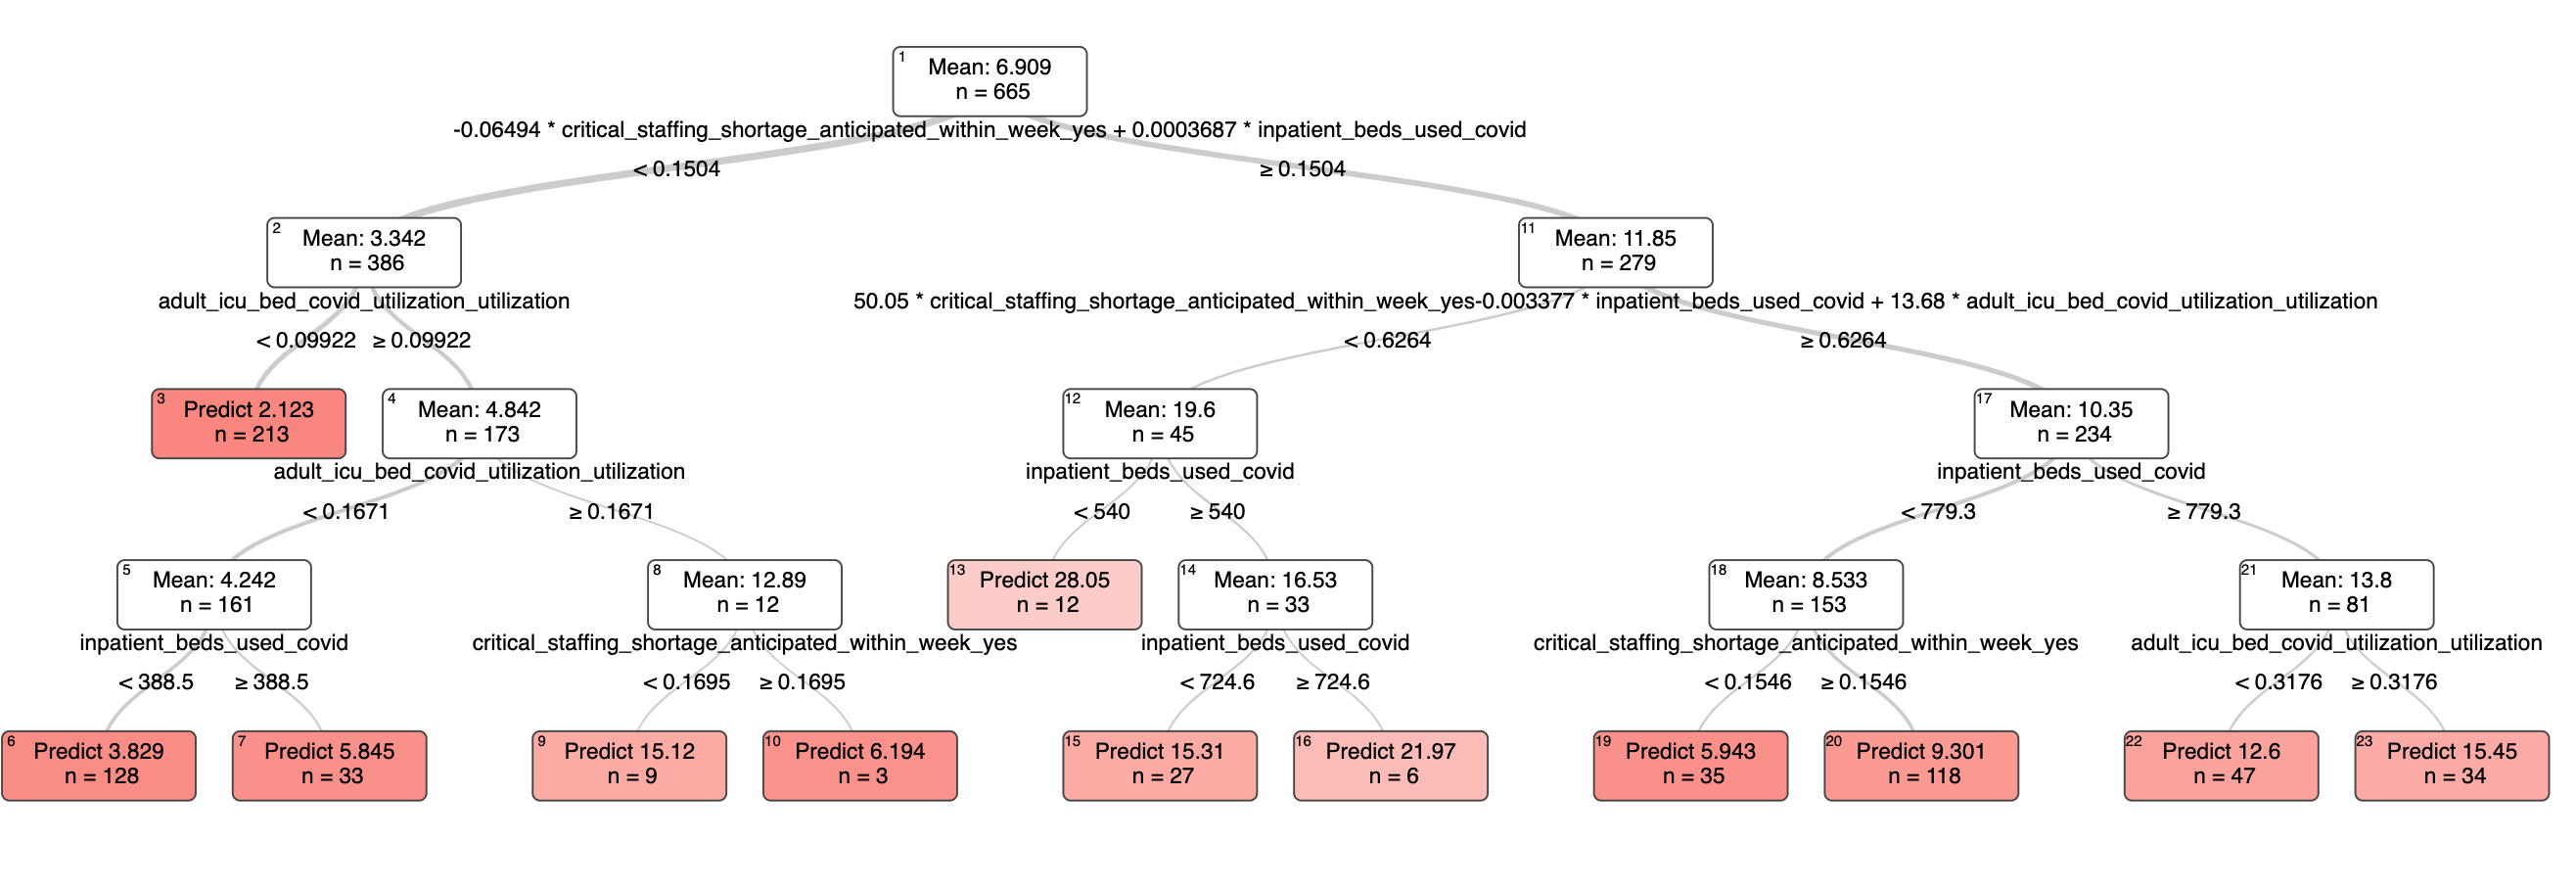 1
Mean: 6.909
n = 665
-0.06494 * critical_staffing_shortage_anticipated_within_week_yes + 0.0003687 * inpatient_beds_used_covid
< 0.1504
≥ 0.1504
2
Mean: 3.342
n = 386
11
Mean: 11.85
n = 279
adult_icu_bed_covid_utilization_utilization
50.05 * critical_staffing_shortage_anticipated_within_week_yes-0.003377 * inpatient_beds_used_covid + 13.68 * adult_icu_bed_covid_utilization_utilization
< 0.09922
≥ 0.09922
< 0.6264
≥ 0.6264
3
Predict 2.123
n = 213
4
Mean: 4.842
n = 173
12
Mean: 19.6
n = 45
17
Mean: 10.35
n = 234
adult_icu_bed_covid_utilization_utilization
inpatient_beds_used_covid
inpatient_beds_used_covid
< 0.1671
≥ 0.1671
< 540
≥ 540
< 779.3
≥ 779.3
5
Mean: 4.242
n = 161
8
Mean: 12.89
n = 12
13
Predict 28.05
n = 12
14
Mean: 16.53
n = 33
18
Mean: 8.533
n = 153
21
Mean: 13.8
n = 81
inpatient_beds_used_covid
critical_staffing_shortage_anticipated_within_week_yes
inpatient_beds_used_covid
critical_staffing_shortage_anticipated_within_week_yes
adult_icu_bed_covid_utilization_utilization
< 388.5
≥ 388.5
< 0.1695
≥ 0.1695
< 724.6
≥ 724.6
< 0.1546
≥ 0.1546
< 0.3176
≥ 0.3176
6
Predict 3.829
n = 128
7
Predict 5.845
n = 33
9
Predict 15.12
n = 9
10
Predict 6.194
n = 3
15
Predict 15.31
n = 27
16
Predict 21.97
n = 6
19
Predict 5.943
n = 35
20
Predict 9.301
n = 118
22
Predict 12.6
n = 47
23
Predict 15.45
n = 34